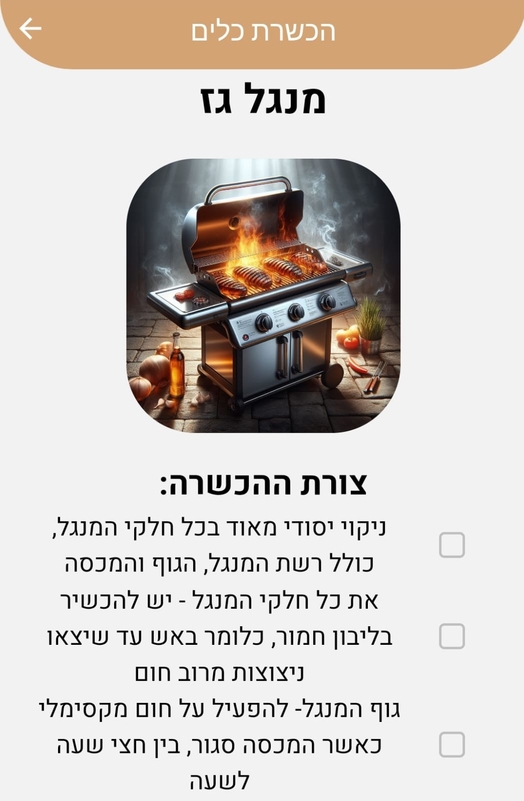 הכשרת כלים
מנגל גז
צורת ההכשרה:
ניקוי יסודי מאוד בכל חלקי המנגל,
כולל רשת המנגל, הגוף והמכסה
את כל חלקי המנגל - יש להכשיר
בליבון חמור, כלומר באש עד שיצאו
ניצוצות מרוב חום
גוף המנגל- להפעיל על חום מקסימלי
כאשר המכסה סגור, בין חצי שעה
לשעה